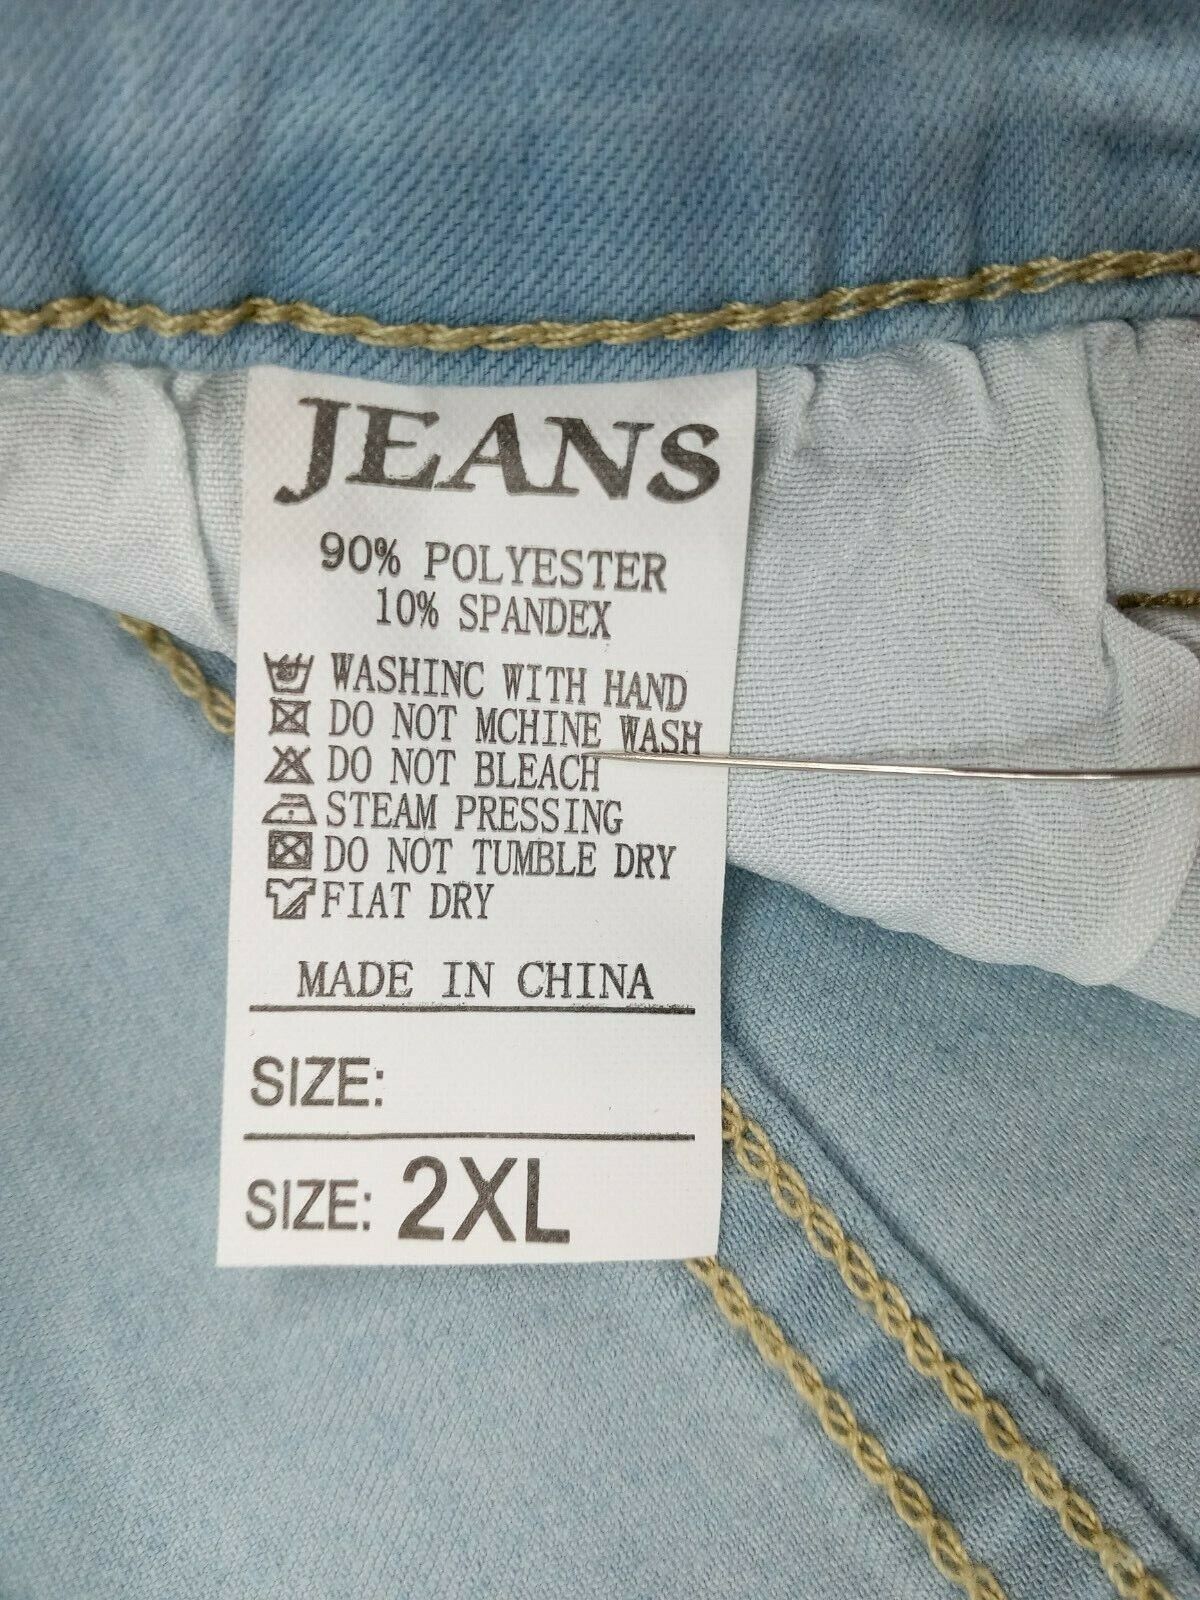 JEANS
90% POLYESTER
10% SPANDEX
WASHINC WITH HAND
DO NOT MCHINE WASH
DO NOT BLEACH
STEAM PRESSING
DO NOT TUMBLE DRY
FIAT DRY
MADE IN CHINA
SIZE:
SIZE: 2XL